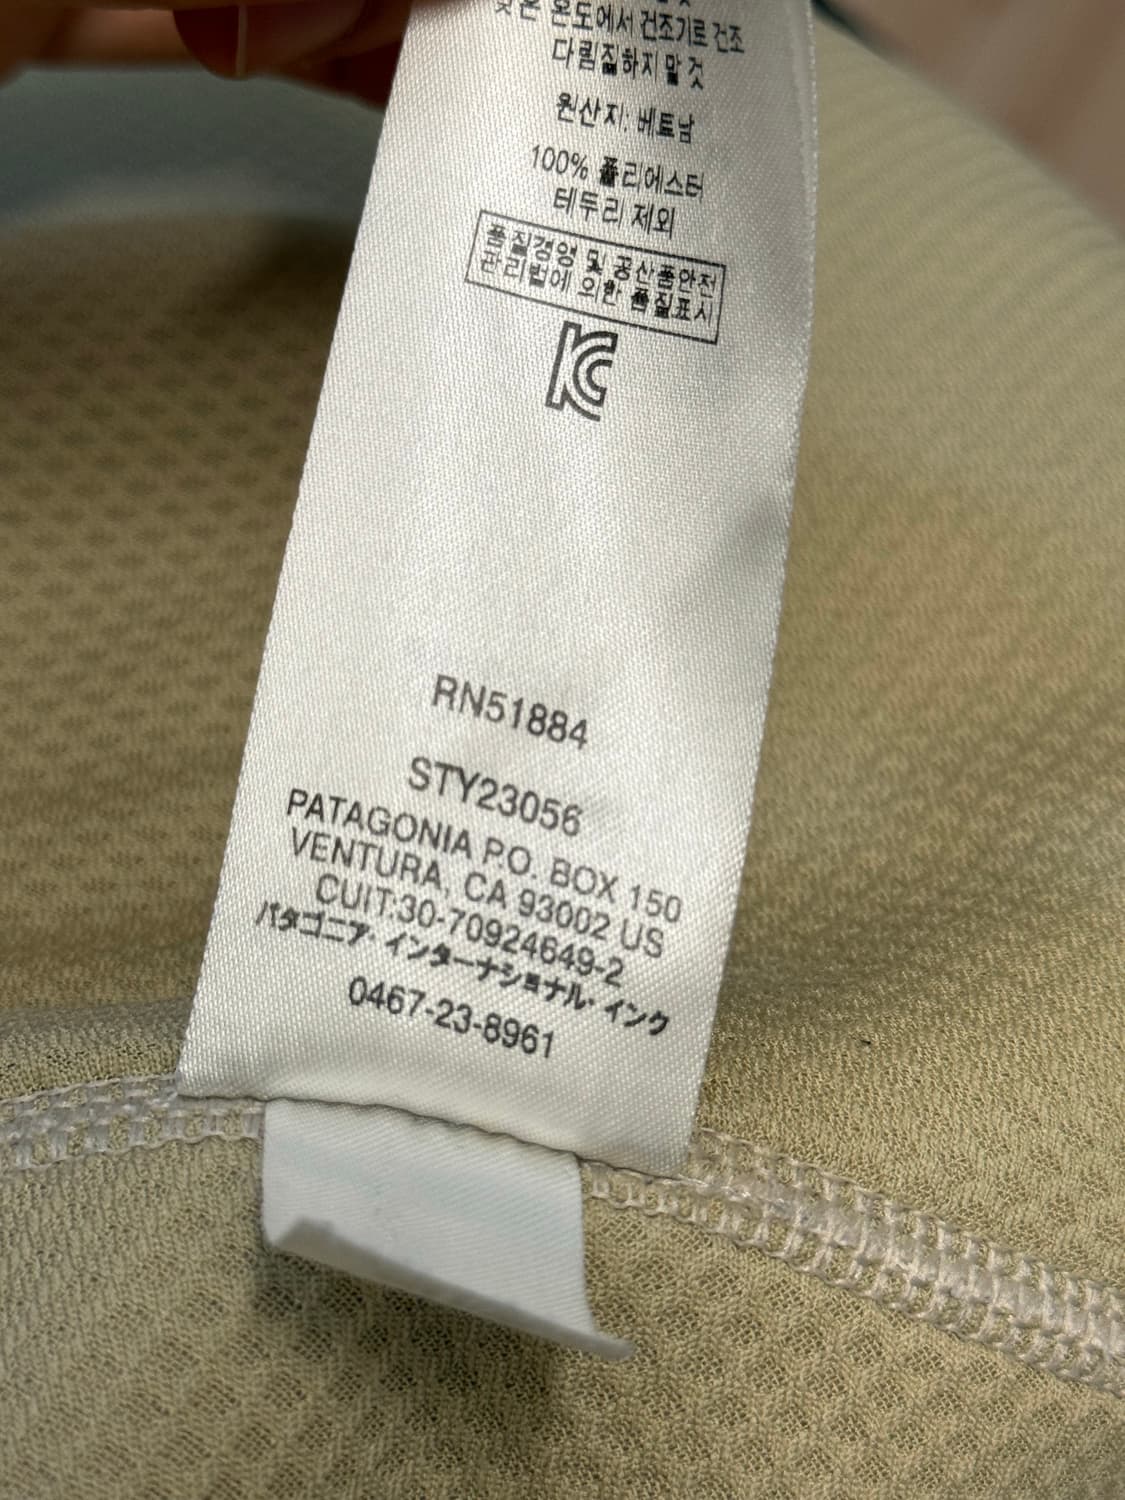 낮은 온도에서 건조기로 건조
다림질하지 말 것
원산지: 베트남
100% 폴리에스터
테두리 제외
품질경영 및 공산품안전
관리법에 의한 품질표시
KC
RN51884
STY23056
PATAGONIA P.O. BOX 150
VENTURA, CA 93002 US
CUIT:30-70924649-2
パタゴニア・インターナショナル・インク
0467-23-8961